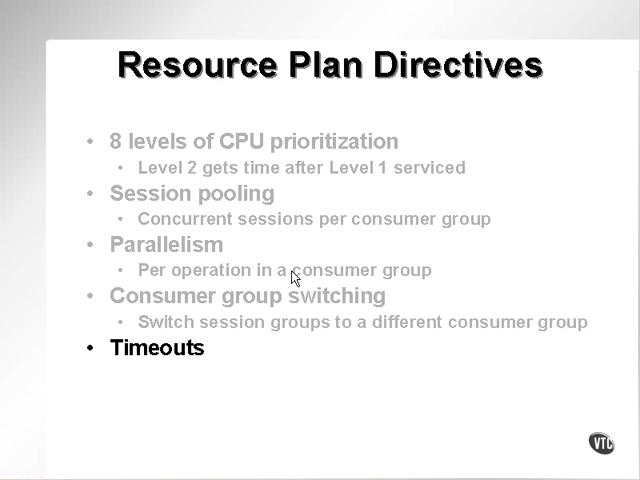 Resource Plan Directives
• 8 levels of CPU prioritization
• Level 2 gets time after Level 1 serviced
• Session pooling
• Concurrent sessions per consumer group
• Parallelism
• Per operation in a consumer group
• Consumer group switching
• Switch session groups to a different consumer group
• Timeouts
VTC